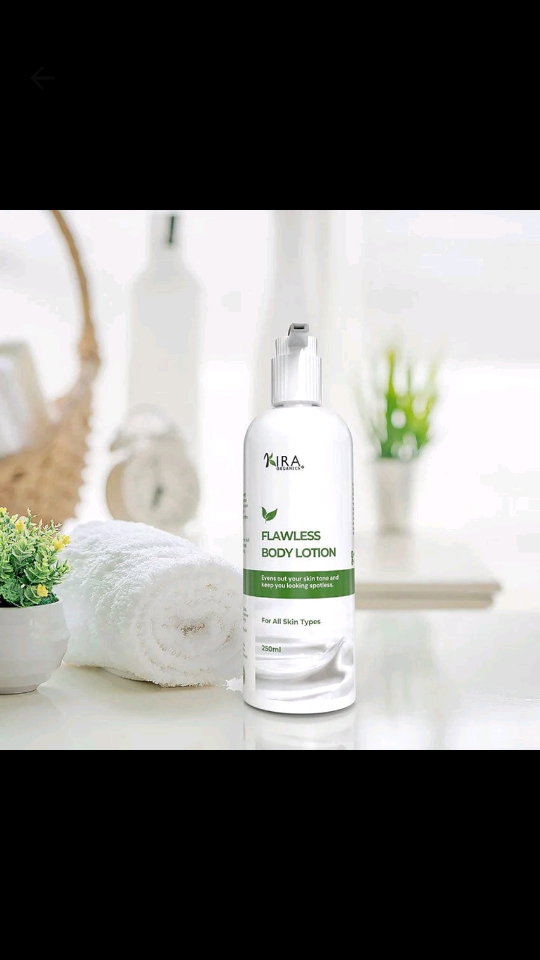 KIRA
ORGANICS®
FLAWLESS
BODY LOTION
Evens out your skin tone and
keep you looking spotless.
For All Skin Types
250ml